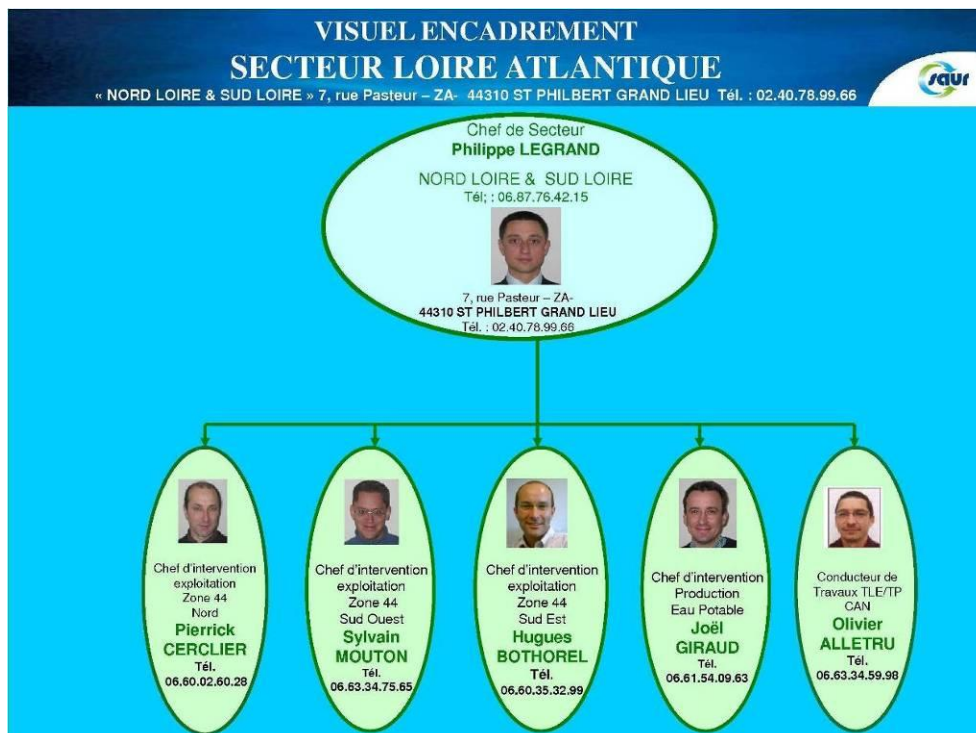 VISUEL ENCADREMENT
SECTEUR LOIRE ATLANTIQUE
« NORD LOIRE & SUD LOIRE » 7, rue Pasteur – ZA- 44310 ST PHILBERT GRAND LIEU Tél. : 02.40.78.99.66
saur
Chef de Secteur
Philippe LEGRAND
NORD LOIRE & SUD LOIRE
Tél; : 06.87.76.42.15
7, rue Pasteur – ZA-
44310 ST PHILBERT GRAND LIEU
Tél. : 02.40.78.99.66
Chef d'intervention
exploitation
Zone 44
Nord
Pierrick
CERCLIER
Tél.
06.60.02.60.28
Chef d'intervention
exploitation
Zone 44
Sud Ouest
Sylvain
MOUTON
Tél.
06.63.34.75.65
Chef d'intervention
exploitation
Zone 44
Sud Est
Hugues
BOTHOREL
Tél.
06.60.35.32.99
Chef d'intervention
Production
Eau Potable
Joël
GIRAUD
Tél.
06.61.54.09.63
Conducteur de
Travaux TLE/TP
CAN
Olivier
ALLETRU
Tél.
06.63.34.59.98